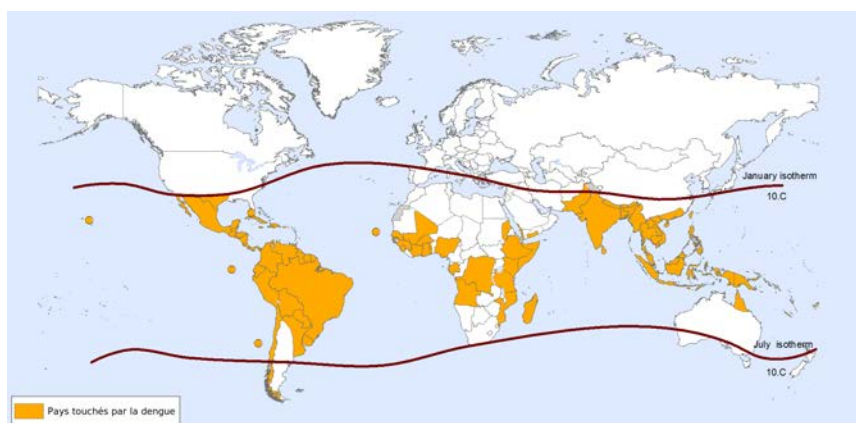 January isotherm
10.C
July isotherm
10.C
Pays touchés par la dengue